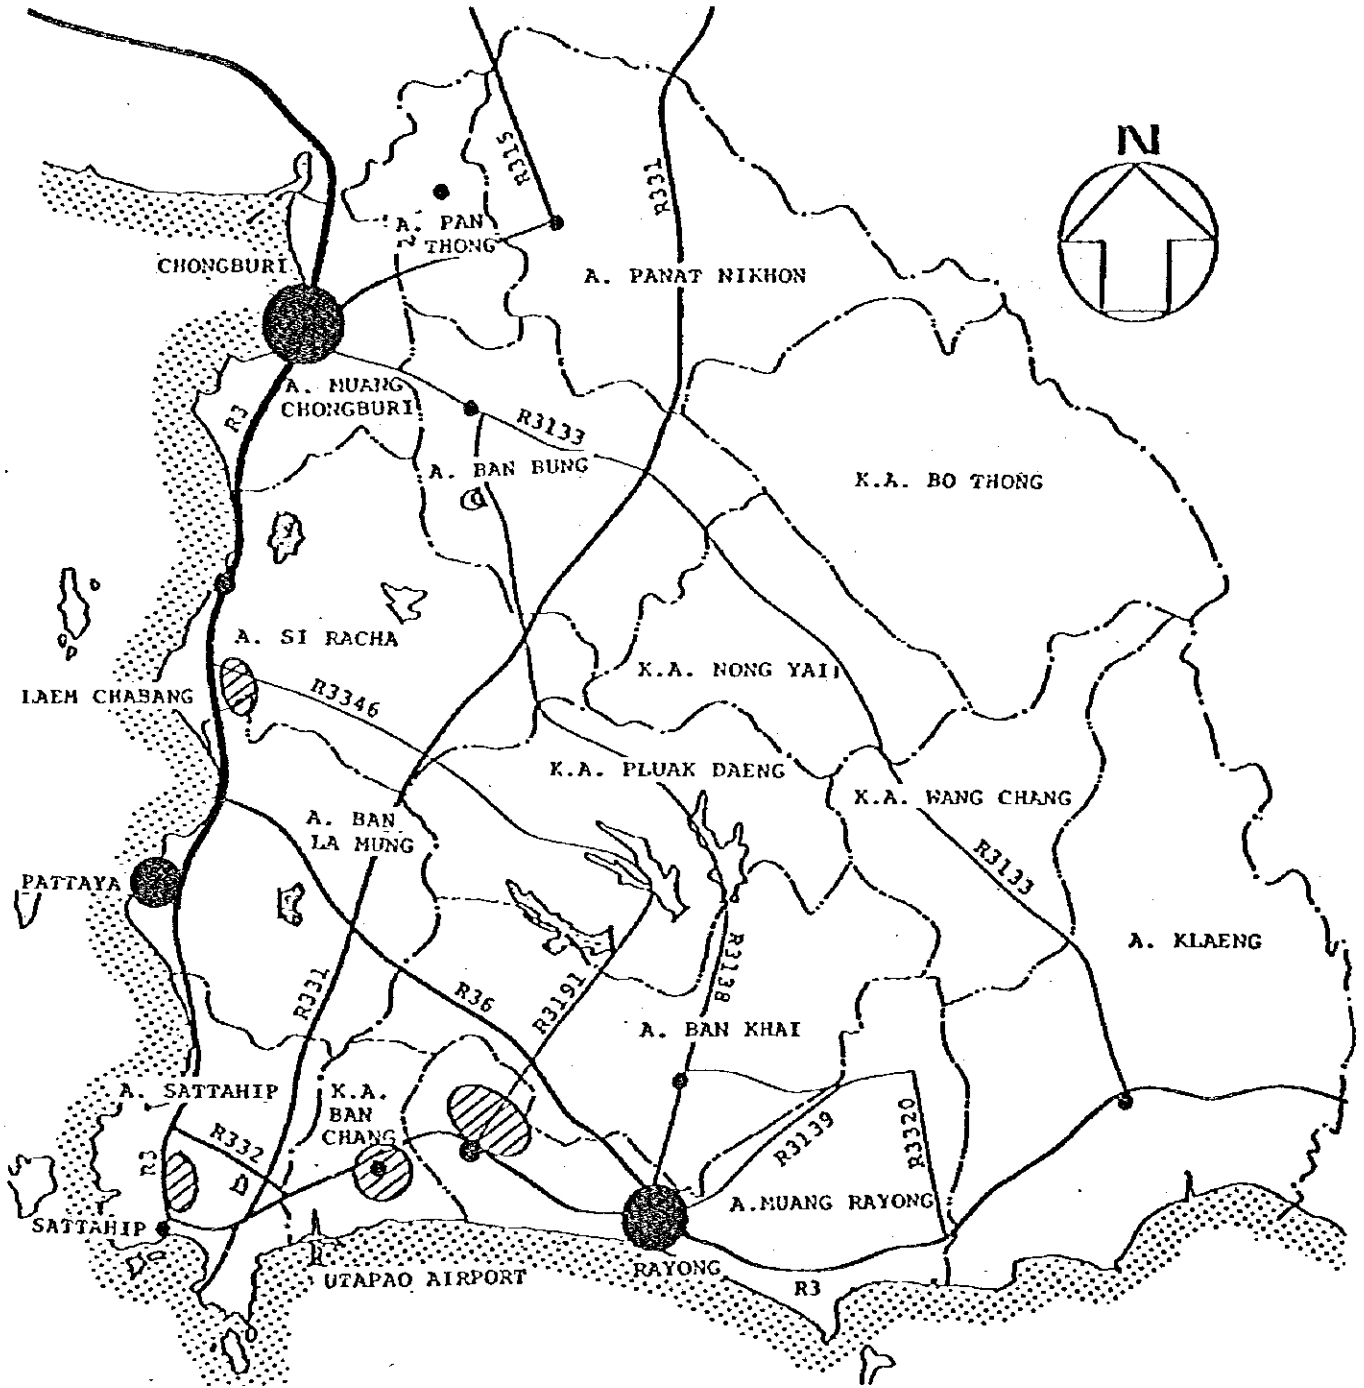 N
R315
R331
A. PAN
THONG
CHONGBURI
A. PANAT NIKHON
A. MUANG
CHONGBURI
R3
R3133
A. BAN BUNG
K.A. BO THONG
A. SI RACHA
K.A. NONG YAI
LAEM CHABANG
R3346
K.A. PLUAK DAENG
K.A. WANG CHANG
A. BAN
LA MUNG
R3133
PATTAYA
A. KLAENG
R331
R36
R3191
R3138
A. BAN KHAI
A. SATTAHIP
K.A.
BAN
CHANG
R332
R3
R3139
R3320
A.MUANG RAYONG
SATTAHIP
UTAPAO AIRPORT
RAYONG
R3